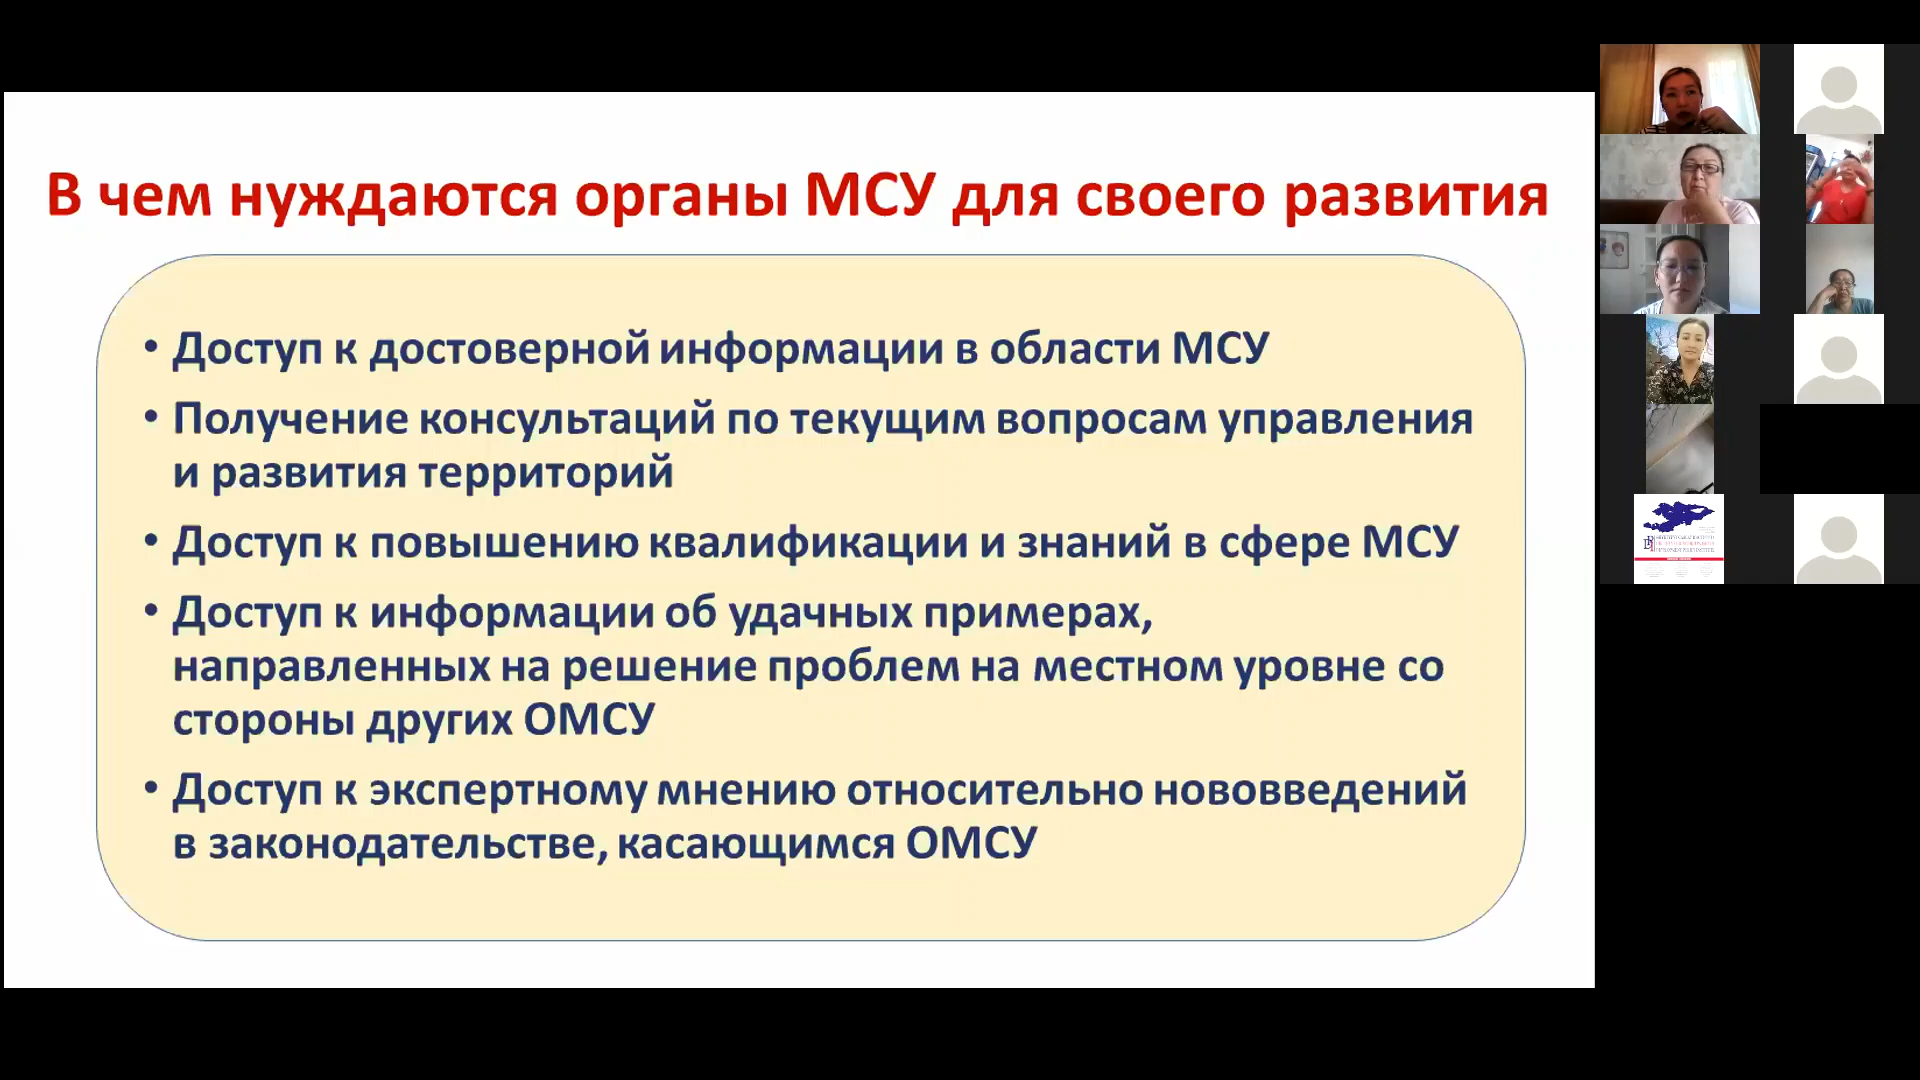 В чем нуждаются органы МСУ для своего развития
• Доступ к достоверной информации в области МСУ
• Получение консультаций по текущим вопросам управления
и развития территорий
• Доступ к повышению квалификации и знаний в сфере МСУ
• Доступ к информации об удачных примерах,
направленных на решение проблем на местном уровне со
стороны других ОМСУ
• Доступ к экспертному мнению относительно нововведений
в законодательстве, касающимся ОМСУ